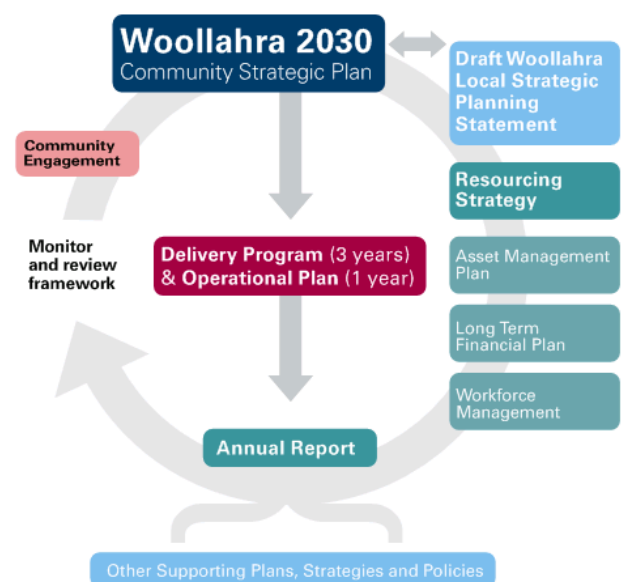 Woollahra 2030
Community Strategic Plan
Draft Woollahra
Local Strategic
Planning
Statement
Community
Engagement
Resourcing
Strategy
Monitor
and review
framework
Delivery Program (3 years)
& Operational Plan (1 year)
Asset Management
Plan
Long Term
Financial Plan
Workforce
Management
Annual Report
Other Supporting Plans, Strategies and Policies